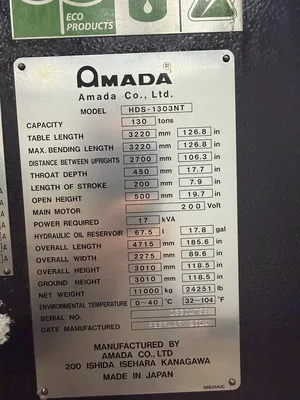 ECO
PRODUCTS
AMADA®
Amada Co., Ltd.
MODEL HDS-1303NT
CAPACITY 130 tons
TABLE LENGTH 3220 mm 126.8 in
MAX. BENDING LENGTH 3220 mm 126.8 in
DISTANCE BETWEEN UPRIGHTS 2700 mm 106.3 in
THROAT DEPTH 450 mm 17.7 in
LENGTH OF STROKE 200 mm 7.9 in
OPEN HEIGHT 500 mm 19.7 in
MAIN MOTOR 200 Volt
POWER REQUIRED 17 kVA
HYDRAULIC OIL RESERVOIR 67.5 l 17.8 gal
OVERALL LENGTH 4715 mm 185.6 in
OVERALL WIDTH 2275 mm 89.6 in
OVERALL HEIGHT 3010 mm 118.5 in
GROUND HEIGHT 3010 mm 118.5 in
NET WEIGHT 11000 kg 24251 lb
ENVIRONMENTAL TEMPERATURE 0~40 °C 32~104 °F
SERIAL NO.
DATE MANUFACTURED
MANUFACTURED BY
AMADA CO., LTD
200 ISHIDA ISEHARA KANAGAWA
MADE IN JAPAN